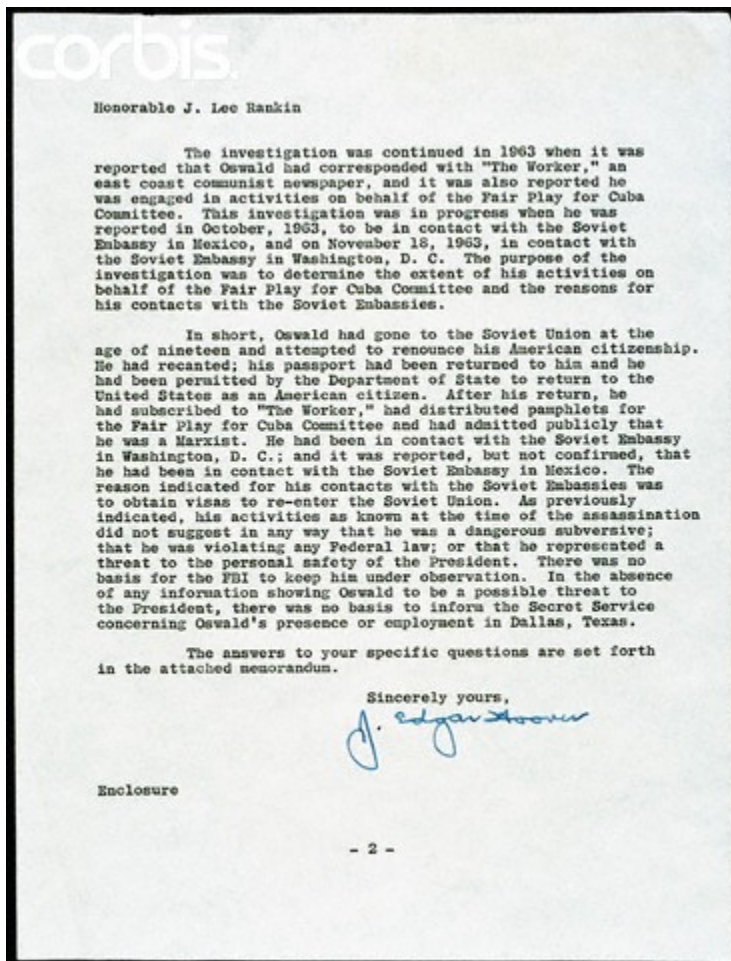 corbis.
Honorable J. Lee Rankin
The investigation was continued in 1963 when it was
reported that Oswald had corresponded with "The Worker," an
east coast communist newspaper, and it was also reported he
was engaged in activities on behalf of the Fair Play for Cuba
Committee. This investigation was in progress when he was
reported in October, 1963, to be in contact with the Soviet
Embassy in Mexico, and on November 18, 1963, in contact with
the Soviet Embassy in Washington, D. C. The purpose of the
investigation was to determine the extent of his activities on
behalf of the Fair Play for Cuba Committee and the reasons for
his contacts with the Soviet Embassies.
In short, Oswald had gone to the Soviet Union at the
age of nineteen and attempted to renounce his American citizenship.
He had recanted; his passport had been returned to him and he
had been permitted by the Department of State to return to the
United States as an American citizen. After his return, he
had subscribed to "The Worker," had distributed pamphlets for
the Fair Play for Cuba Committee and had admitted publicly that
he was a Marxist. He had been in contact with the Soviet Embassy
in Washington, D. C.; and it was reported, but not confirmed, that
he had been in contact with the Soviet Embassy in Mexico. The
reason indicated for his contacts with the Soviet Embassies was
to obtain visas to re-enter the Soviet Union. As previously
indicated, his activities as known at the time of the assassination
did not suggest in any way that he was a dangerous subversive;
that he was violating any Federal law; or that he represented a
threat to the personal safety of the President. There was no
basis for the FBI to keep him under observation. In the absence
of any information showing Oswald to be a possible threat to
the President, there was no basis to inform the Secret Service
concerning Oswald's presence or employment in Dallas, Texas.
The answers to your specific questions are set forth
in the attached memorandum.
Sincerely yours,
J. Edgar Hoover
Enclosure
- 2 -